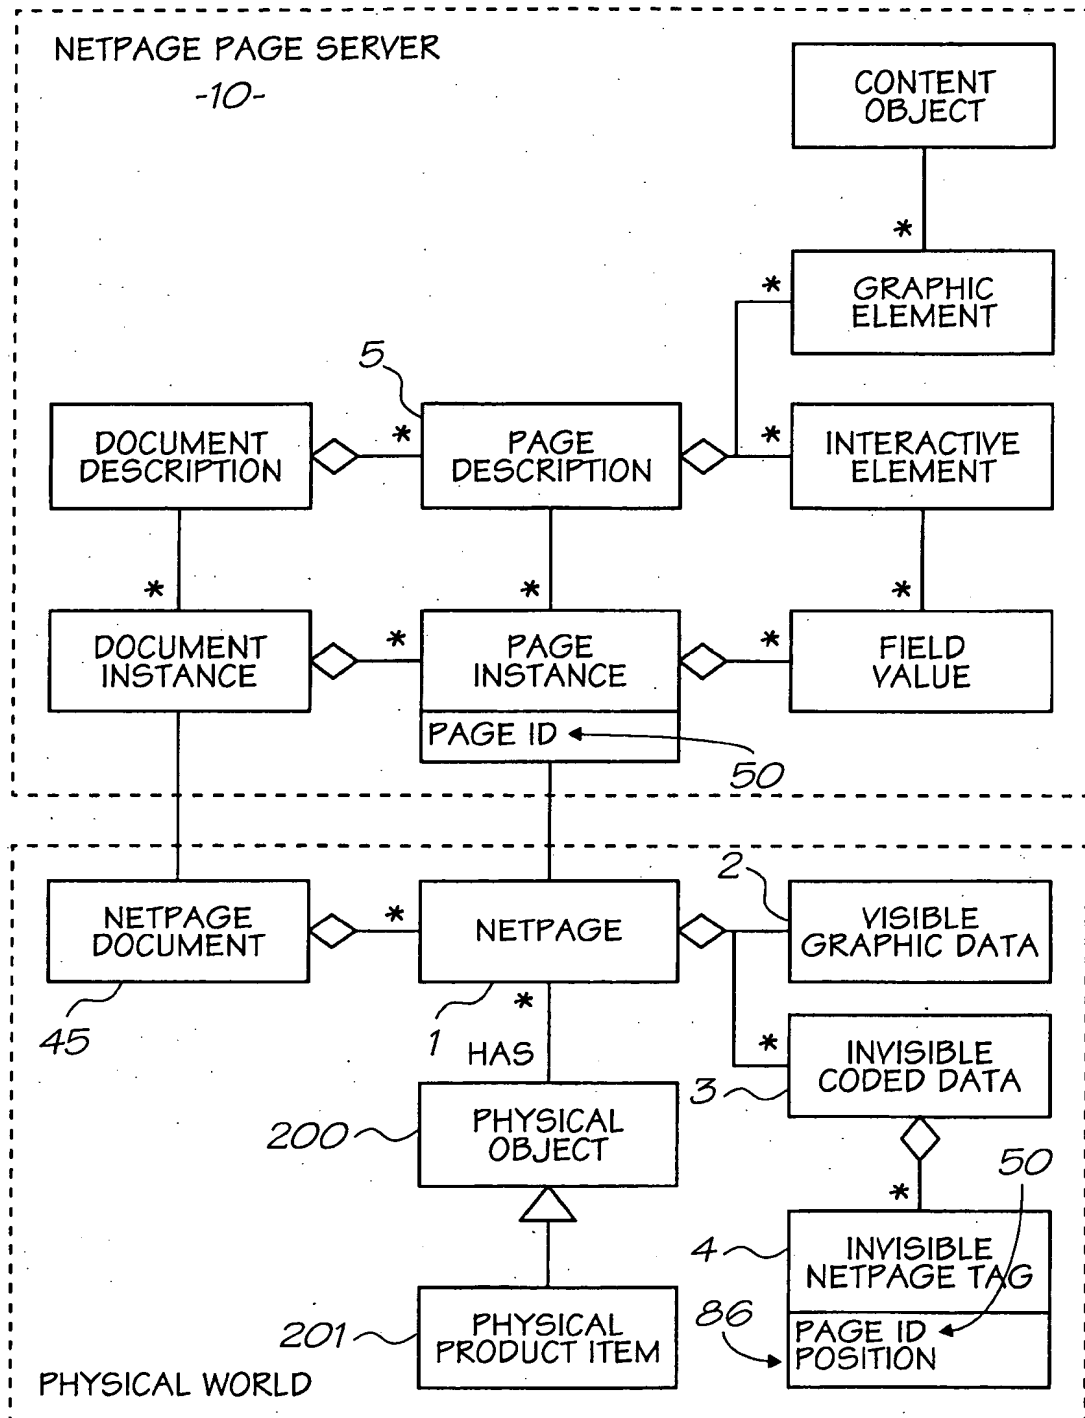 NETPAGE PAGE SERVER
-10-
CONTENT
OBJECT
*
GRAPHIC
ELEMENT
*
5
DOCUMENT
DESCRIPTION
*
PAGE
DESCRIPTION
*
INTERACTIVE
ELEMENT
*
*
*
DOCUMENT
INSTANCE
*
PAGE
INSTANCE
*
FIELD
VALUE
PAGE ID
50
2
NETPAGE
DOCUMENT
*
NETPAGE
VISIBLE
GRAPHIC DATA
45
1
*
HAS
*
INVISIBLE
CODED DATA
3
200
PHYSICAL
OBJECT
50
*
4
INVISIBLE
NETPAGE TAG
86
PAGE ID
POSITION
201
PHYSICAL
PRODUCT ITEM
PHYSICAL WORLD